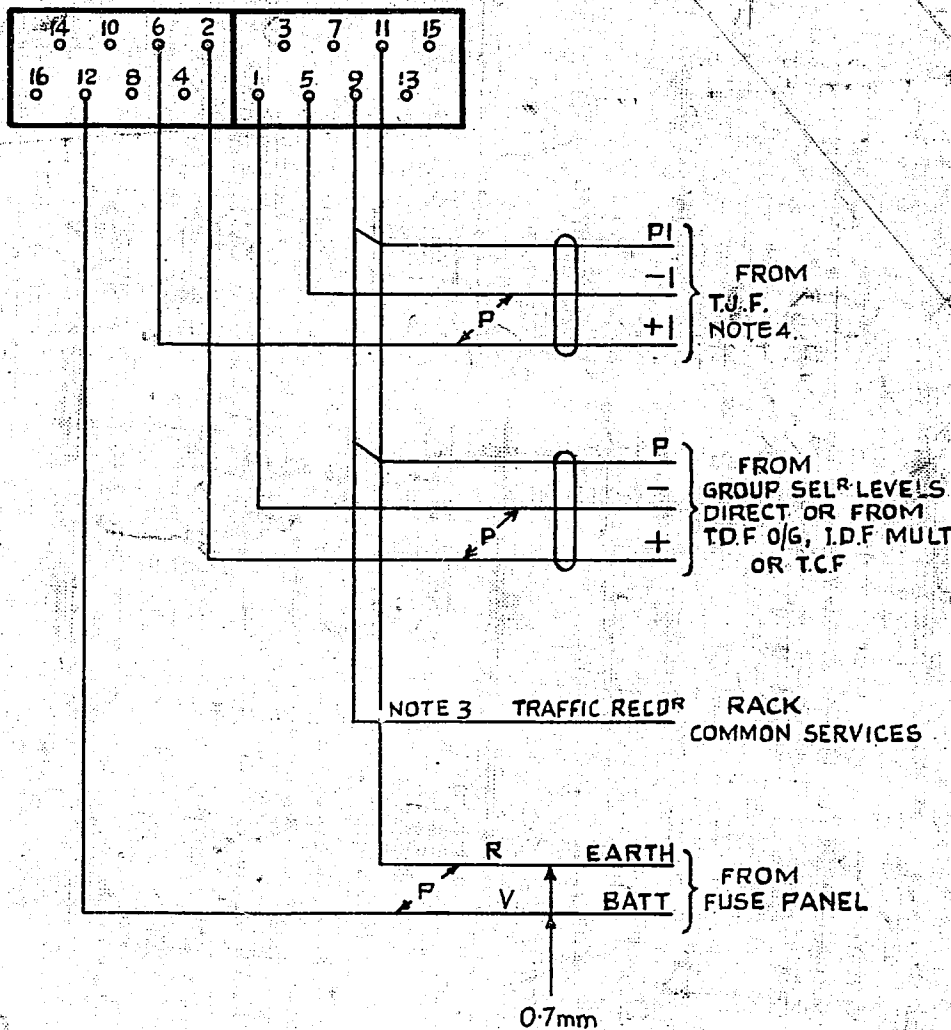 14 10 6 2 3 7 11 15
16 12 8 4 1 5 9 13
P1
-1
P
+1
FROM
T.J.F.
NOTE 4.
P
-
P
+
FROM
GROUP SELR LEVELS
DIRECT OR FROM
T.D.F O/G, I.D.F MULT
OR T.C.F
NOTE 3 TRAFFIC RECDR
RACK
COMMON SERVICES
R EARTH
P
V BATT
FROM
FUSE PANEL
0.7mm